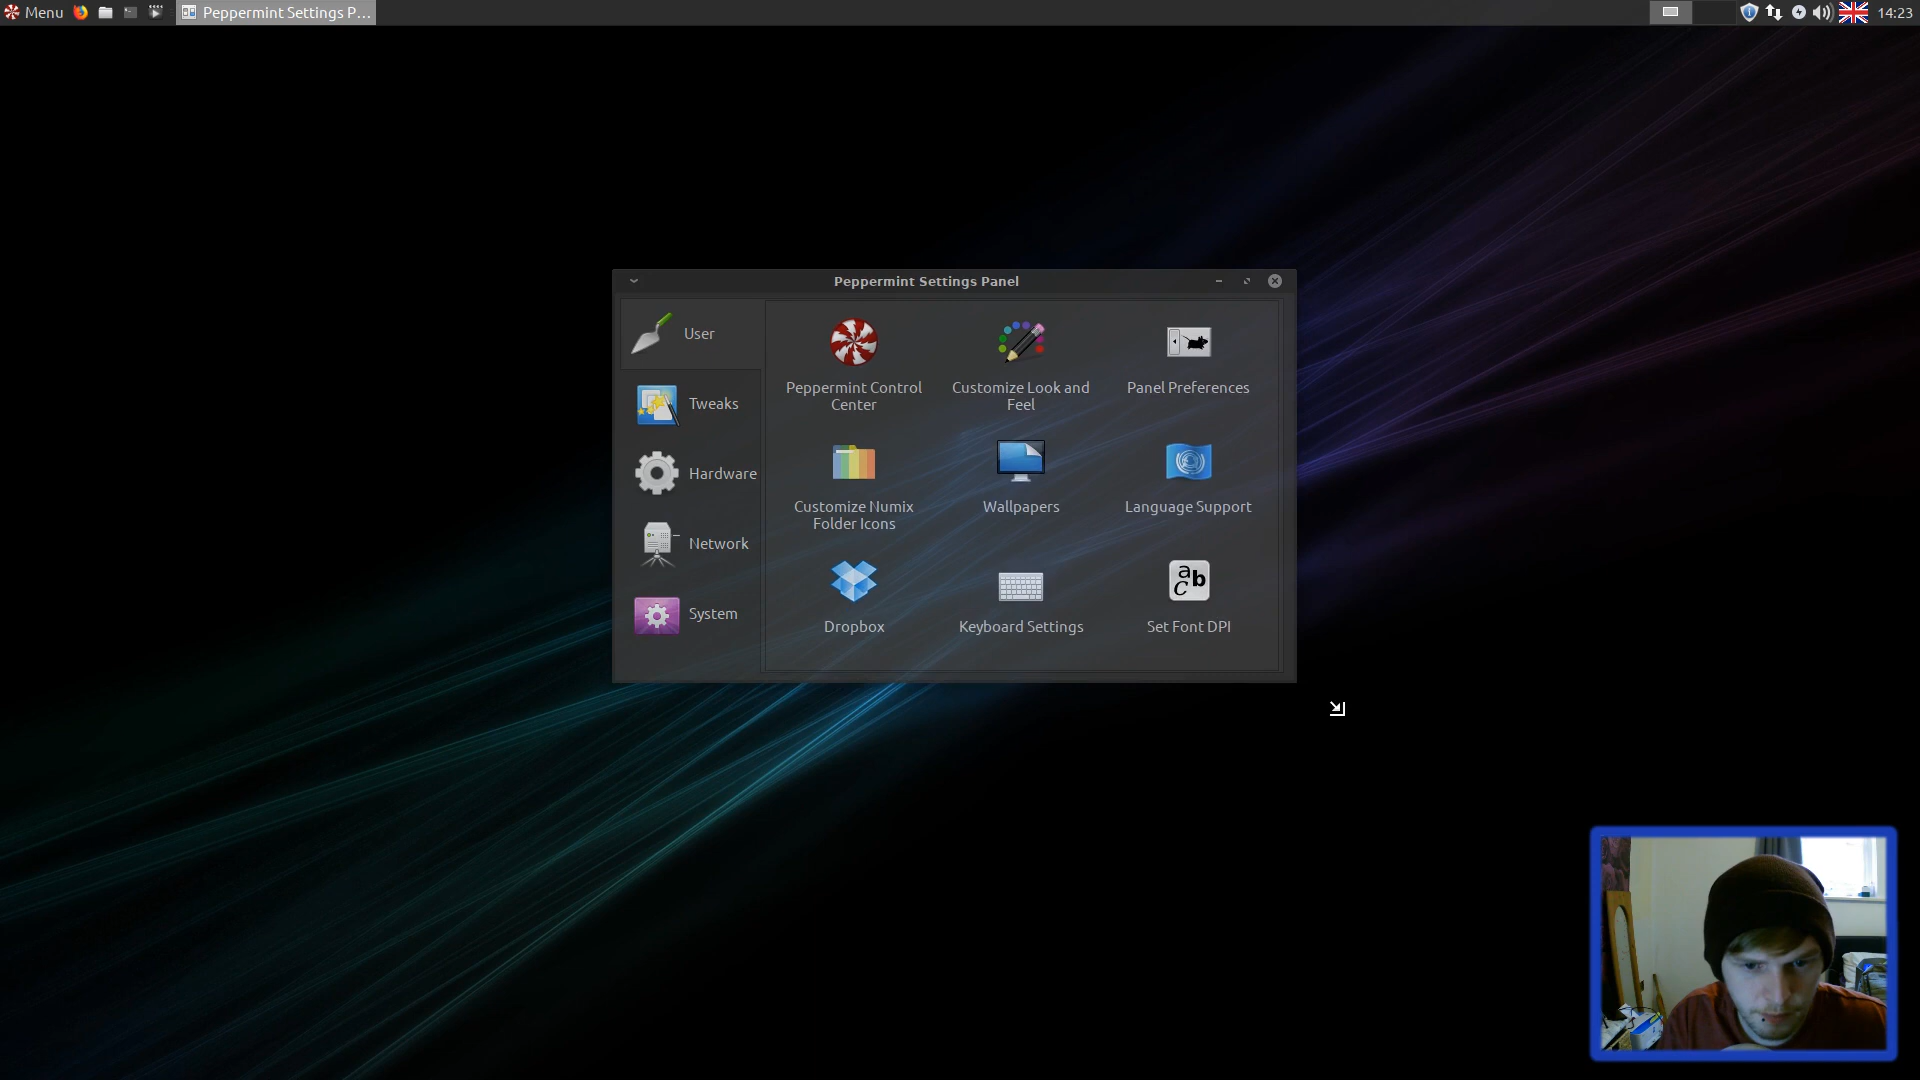 Menu
Peppermint Settings P...
14:23
Peppermint Settings Panel
User
Tweaks
Hardware
Network
System
Peppermint Control
Center
Customize Look and
Feel
Panel Preferences
Customize Numix
Folder Icons
Wallpapers
Language Support
Dropbox
Keyboard Settings
a
b
c
Set Font DPI